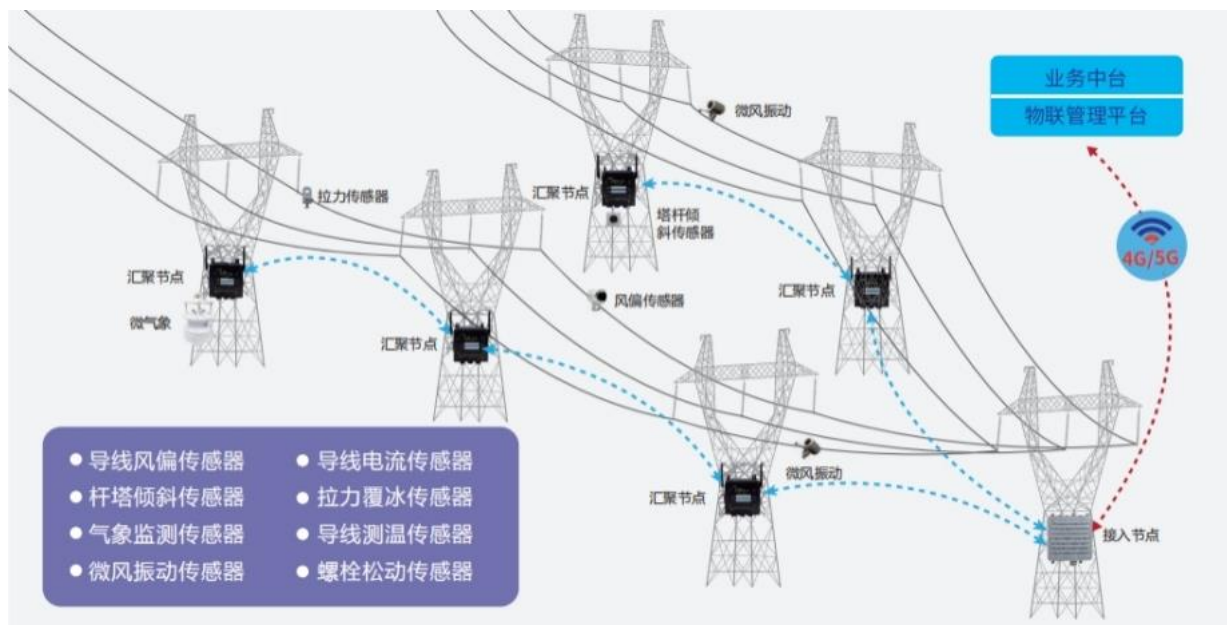 业务中台
物联管理平台
微风振动
拉力传感器
汇聚节点
塔杆倾
斜传感器
4G/5G
汇聚节点
汇聚节点
风偏传感器
微气象
汇聚节点
微风振动
汇聚节点
接入节点
导线风偏传感器
导线电流传感器
杆塔倾斜传感器
拉力覆冰传感器
气象监测传感器
导线测温传感器
微风振动传感器
螺栓松动传感器